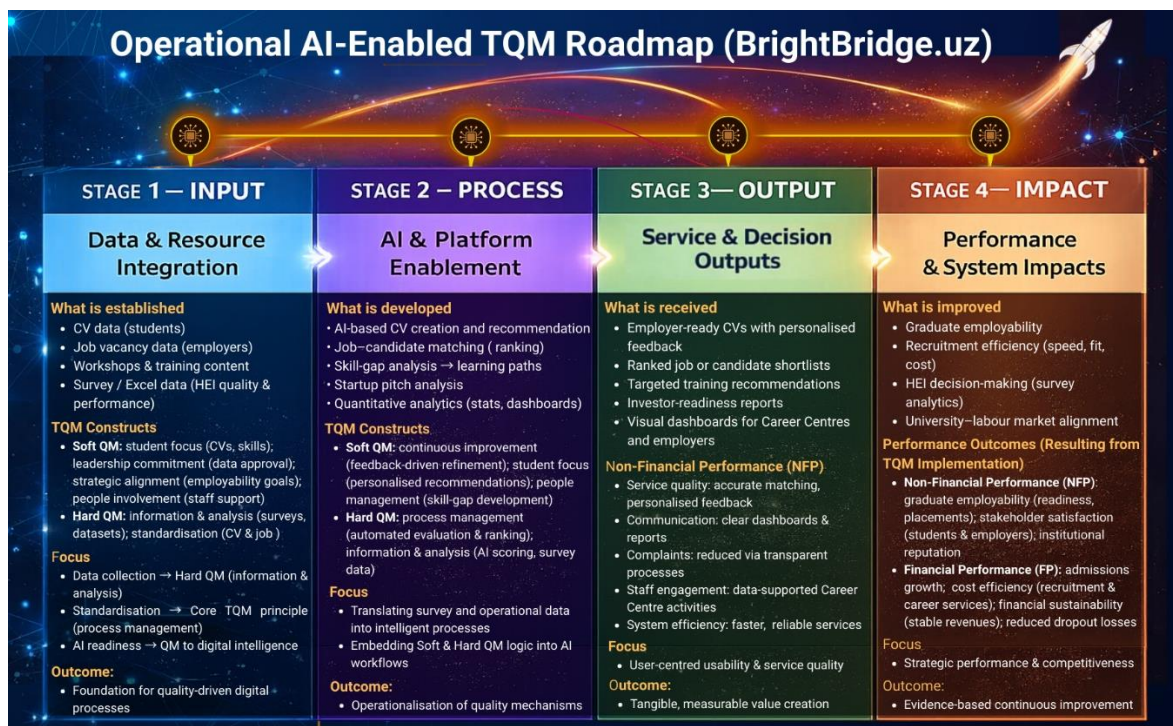 Operational AI-Enabled TQM Roadmap (BrightBridge.uz)
STAGE 1 — INPUT
Data & Resource
Integration
What is established
• CV data (students)
• Job vacancy data (employers)
• Workshops & training content
• Survey / Excel data (HEI quality &
performance)
TQM Constructs
• Soft QM: student focus (CVs, skills);
leadership commitment (data approval);
strategic alignment (employability goals);
people involvement (staff support)
• Hard QM: information & analysis (surveys,
datasets); standardisation (CV & job )
Focus
• Data collection → Hard QM (information &
analysis)
• Standardisation → Core TQM principle
(process management)
• AI readiness → QM to digital intelligence
Outcome:
• Foundation for quality-driven digital
processes
STAGE 2 – PROCESS
AI & Platform
Enablement
What is developed
• AI-based CV creation and recommendation
• Job–candidate matching ( ranking)
• Skill-gap analysis → learning paths
• Startup pitch analysis
• Quantitative analytics (stats, dashboards)
TQM Constructs
• Soft QM: continuous improvement
(feedback-driven refinement); student focus
(personalised recommendations); people
management (skill-gap development)
• Hard QM: process management
(automated evaluation & ranking);
information & analysis (AI scoring, survey
data)
Focus
• Translating survey and operational data
into intelligent processes
• Embedding Soft & Hard QM logic into AI
workflows
Outcome:
• Operationalisation of quality mechanisms
STAGE 3— OUTPUT
Service & Decision
Outputs
What is received
• Employer-ready CVs with personalised
feedback
• Ranked job or candidate shortlists
• Targeted training recommendations
• Investor-readiness reports
• Visual dashboards for Career Centres
and employers
Non-Financial Performance (NFP)
• Service quality: accurate matching,
personalised feedback
• Communication: clear dashboards &
reports
• Complaints: reduced via transparent
processes
• Staff engagement: data-supported Career
Centre activities
• System efficiency: faster, reliable services
Focus
• User-centred usability & service quality
Outcome:
• Tangible, measurable value creation
STAGE 4— IMPACT
Performance
& System Impacts
What is improved
• Graduate employability
• Recruitment efficiency (speed, fit,
cost)
• HEI decision-making (survey
analytics)
• University–labour market alignment
Performance Outcomes (Resulting from
TQM Implementation)
• Non-Financial Performance (NFP):
graduate employability (readiness,
placements); stakeholder satisfaction
(students & employers); institutional
reputation
• Financial Performance (FP): admissions
growth; cost efficiency (recruitment &
career services); financial sustainability
(stable revenues); reduced dropout losses
Focus
• Strategic performance & competitiveness
Outcome:
• Evidence-based continuous improvement